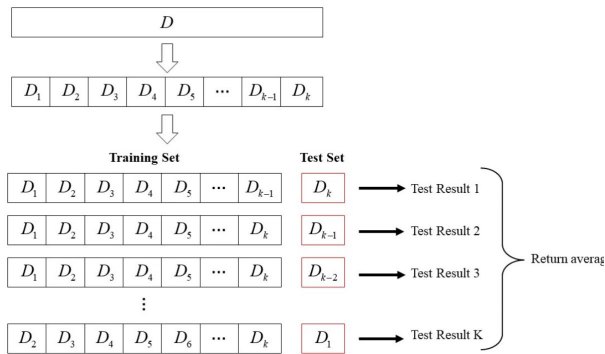 D
D₁ D₂ D₃ D₄ D₅ ··· Dₖ₋₁ Dₖ
Training Set Test Set
D₁ D₂ D₃ D₄ D₅ ··· Dₖ₋₁ Dₖ Test Result 1
D₁ D₂ D₃ D₄ D₅ ··· Dₖ Dₖ₋₁ Test Result 2
D₁ D₂ D₃ D₄ D₅ ··· Dₖ Dₖ₋₂ Test Result 3
Return average
⋮
D₂ D₃ D₄ D₅ D₆ ··· Dₖ D₁ Test Result K